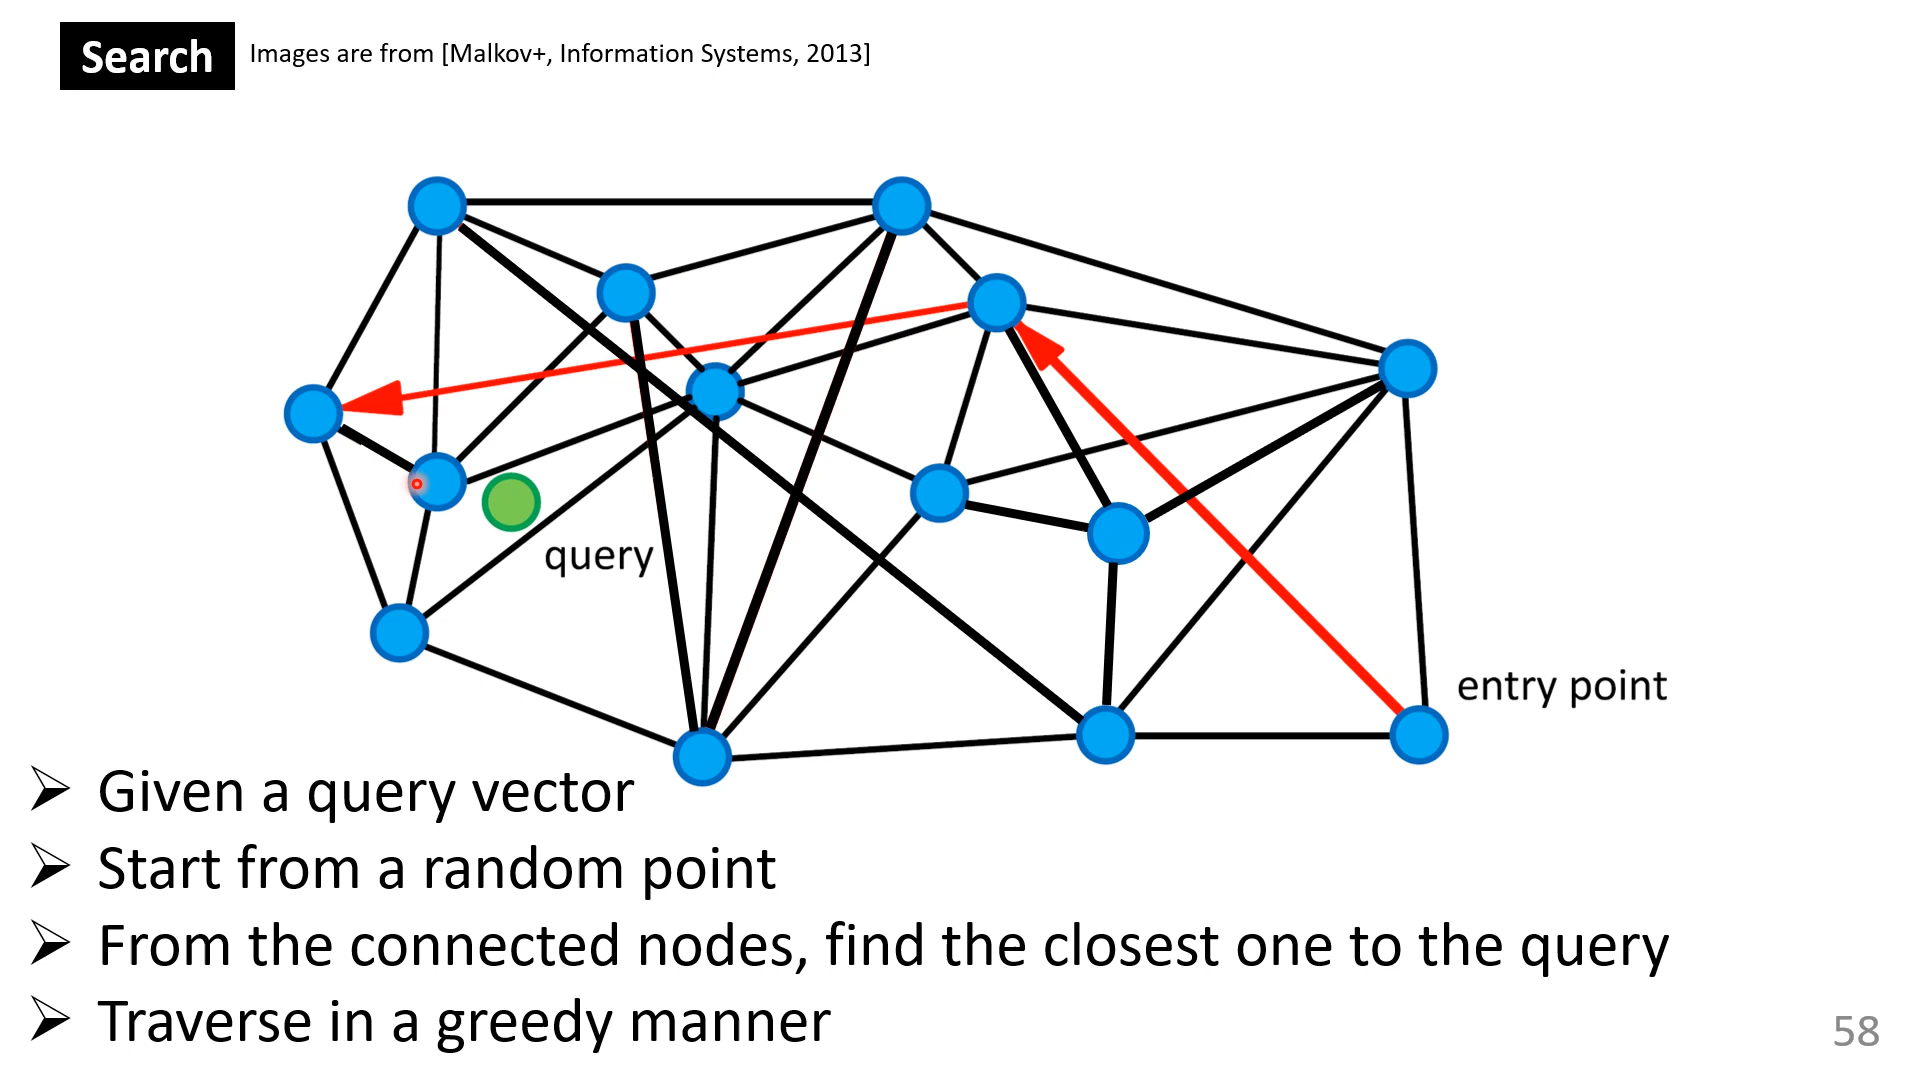 Search
Images are from [Malkov+, Information Systems, 2013]
query
entry point
Given a query vector
Start from a random point
From the connected nodes, find the closest one to the query
Traverse in a greedy manner
58